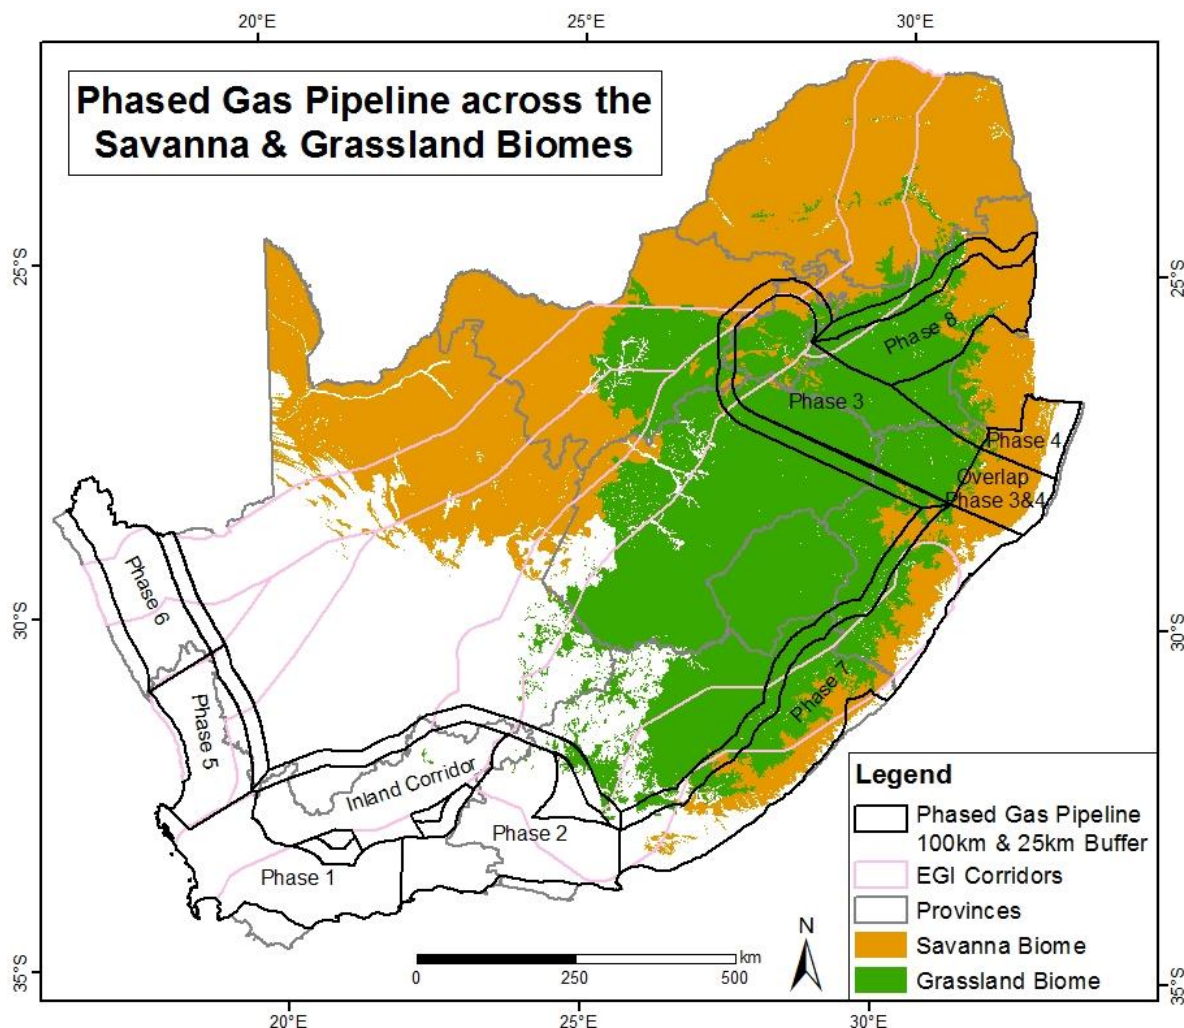 20°E
25°E
30°E
Phased Gas Pipeline across the
Savanna & Grassland Biomes
25°S
25°S
Phase 8
Phase 3
Phase 4
Overlap
Phase 3&4
Phase 6
30°S
30°S
Phase 5
Phase 7
Inland Corridor
Phase 2
Phase 1
Legend
Phased Gas Pipeline
100km & 25km Buffer
EGI Corridors
Provinces
Savanna Biome
Grassland Biome
N
km
0
250
500
35°S
35°S
20°E
25°E
30°E